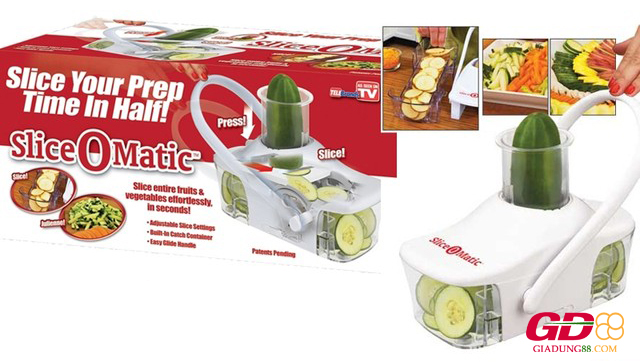 Slice Your Prep
Time In Half!
Slice O Matic™
Press!
Slice!
AS SEEN ON
TV
Slice!
Julienne!
Slice entire fruits &
vegetables effortlessly,
in seconds!
• Adjustable Slice Settings
• Built-In Catch Container
• Easy Glide Handle
Patents Pending
Slice O Matic
GD88
GIADUNG88.COM